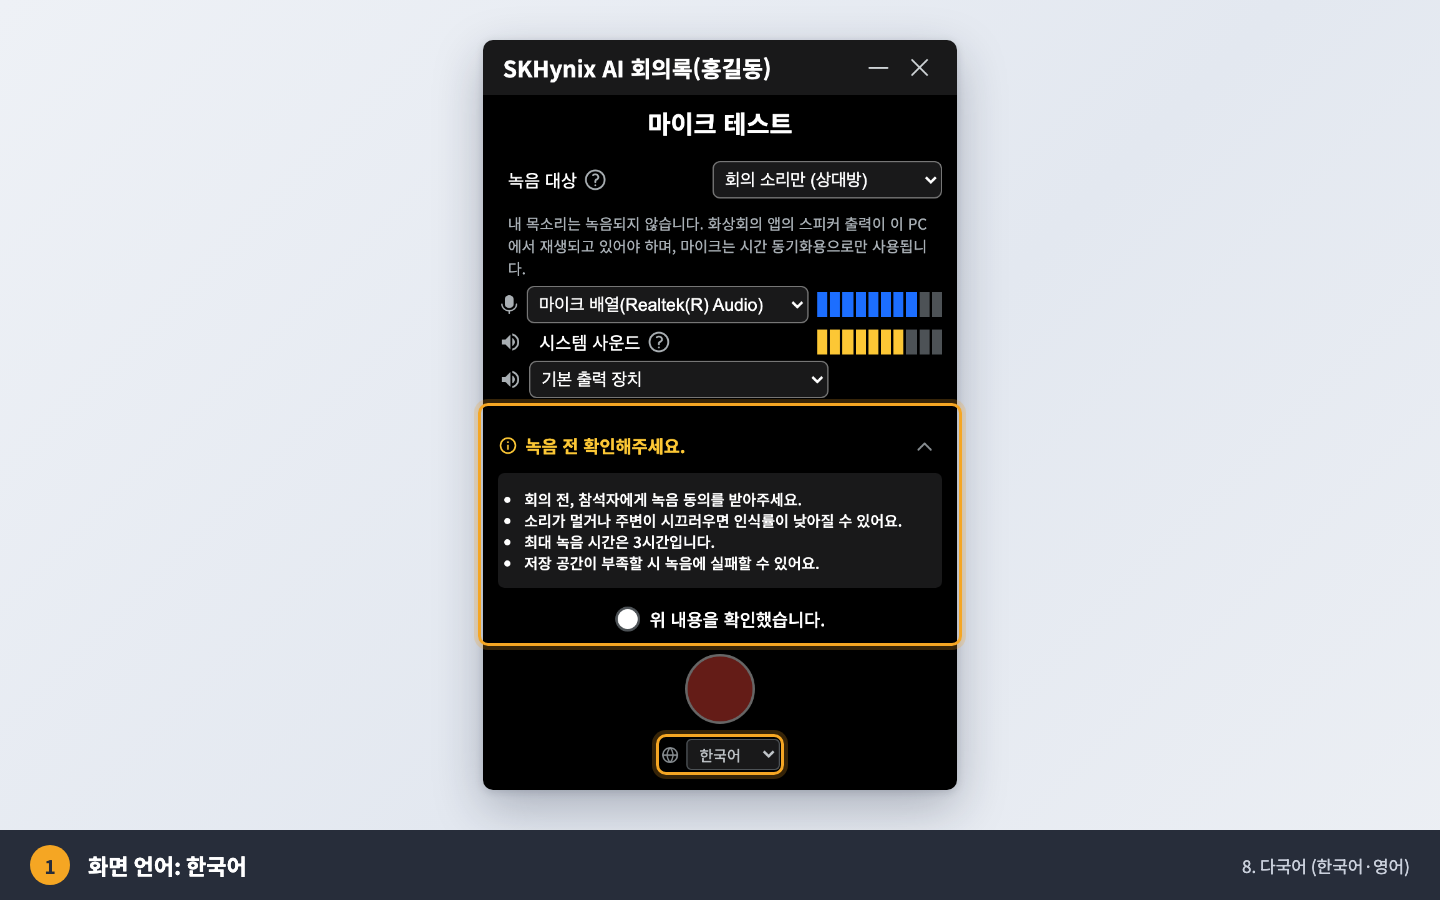 SKHynix AI 회의록(홍길동)
마이크 테스트
녹음 대상 ?
회의 소리만 (상대방)
내 목소리는 녹음되지 않습니다. 화상회의 앱의 스피커 출력이 이 PC
에서 재생되고 있어야 하며, 마이크는 시간 동기화용으로만 사용됩니
다.
마이크 배열(Realtek(R) Audio)
시스템 사운드 ?
기본 출력 장치
녹음 전 확인해주세요.
• 회의 전, 참석자에게 녹음 동의를 받아주세요.
• 소리가 멀거나 주변이 시끄러우면 인식률이 낮아질 수 있어요.
• 최대 녹음 시간은 3시간입니다.
• 저장 공간이 부족할 시 녹음에 실패할 수 있어요.
위 내용을 확인했습니다.
한국어
1 화면 언어: 한국어
8. 다국어 (한국어·영어)